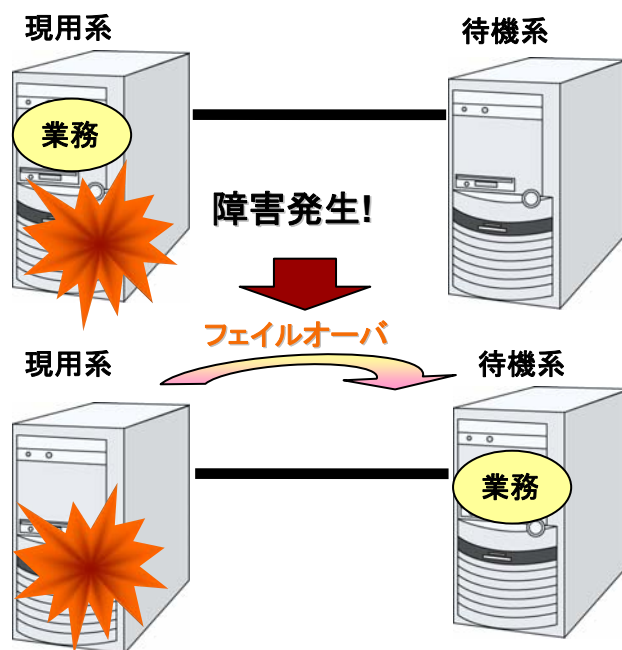 現用系
待機系
業務
障害発生!
フェイルオーバ
現用系
待機系
業務